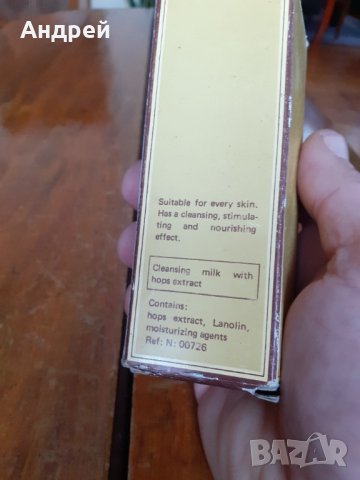 Андрей
Suitable for every skin.
Has a cleansing, stimula-
ting and nourishing
effect.
Cleansing milk with
hops extract
Contains:
hops extract, Lanolin,
moisturizing agents
Ref: N: 00726
BAZAR